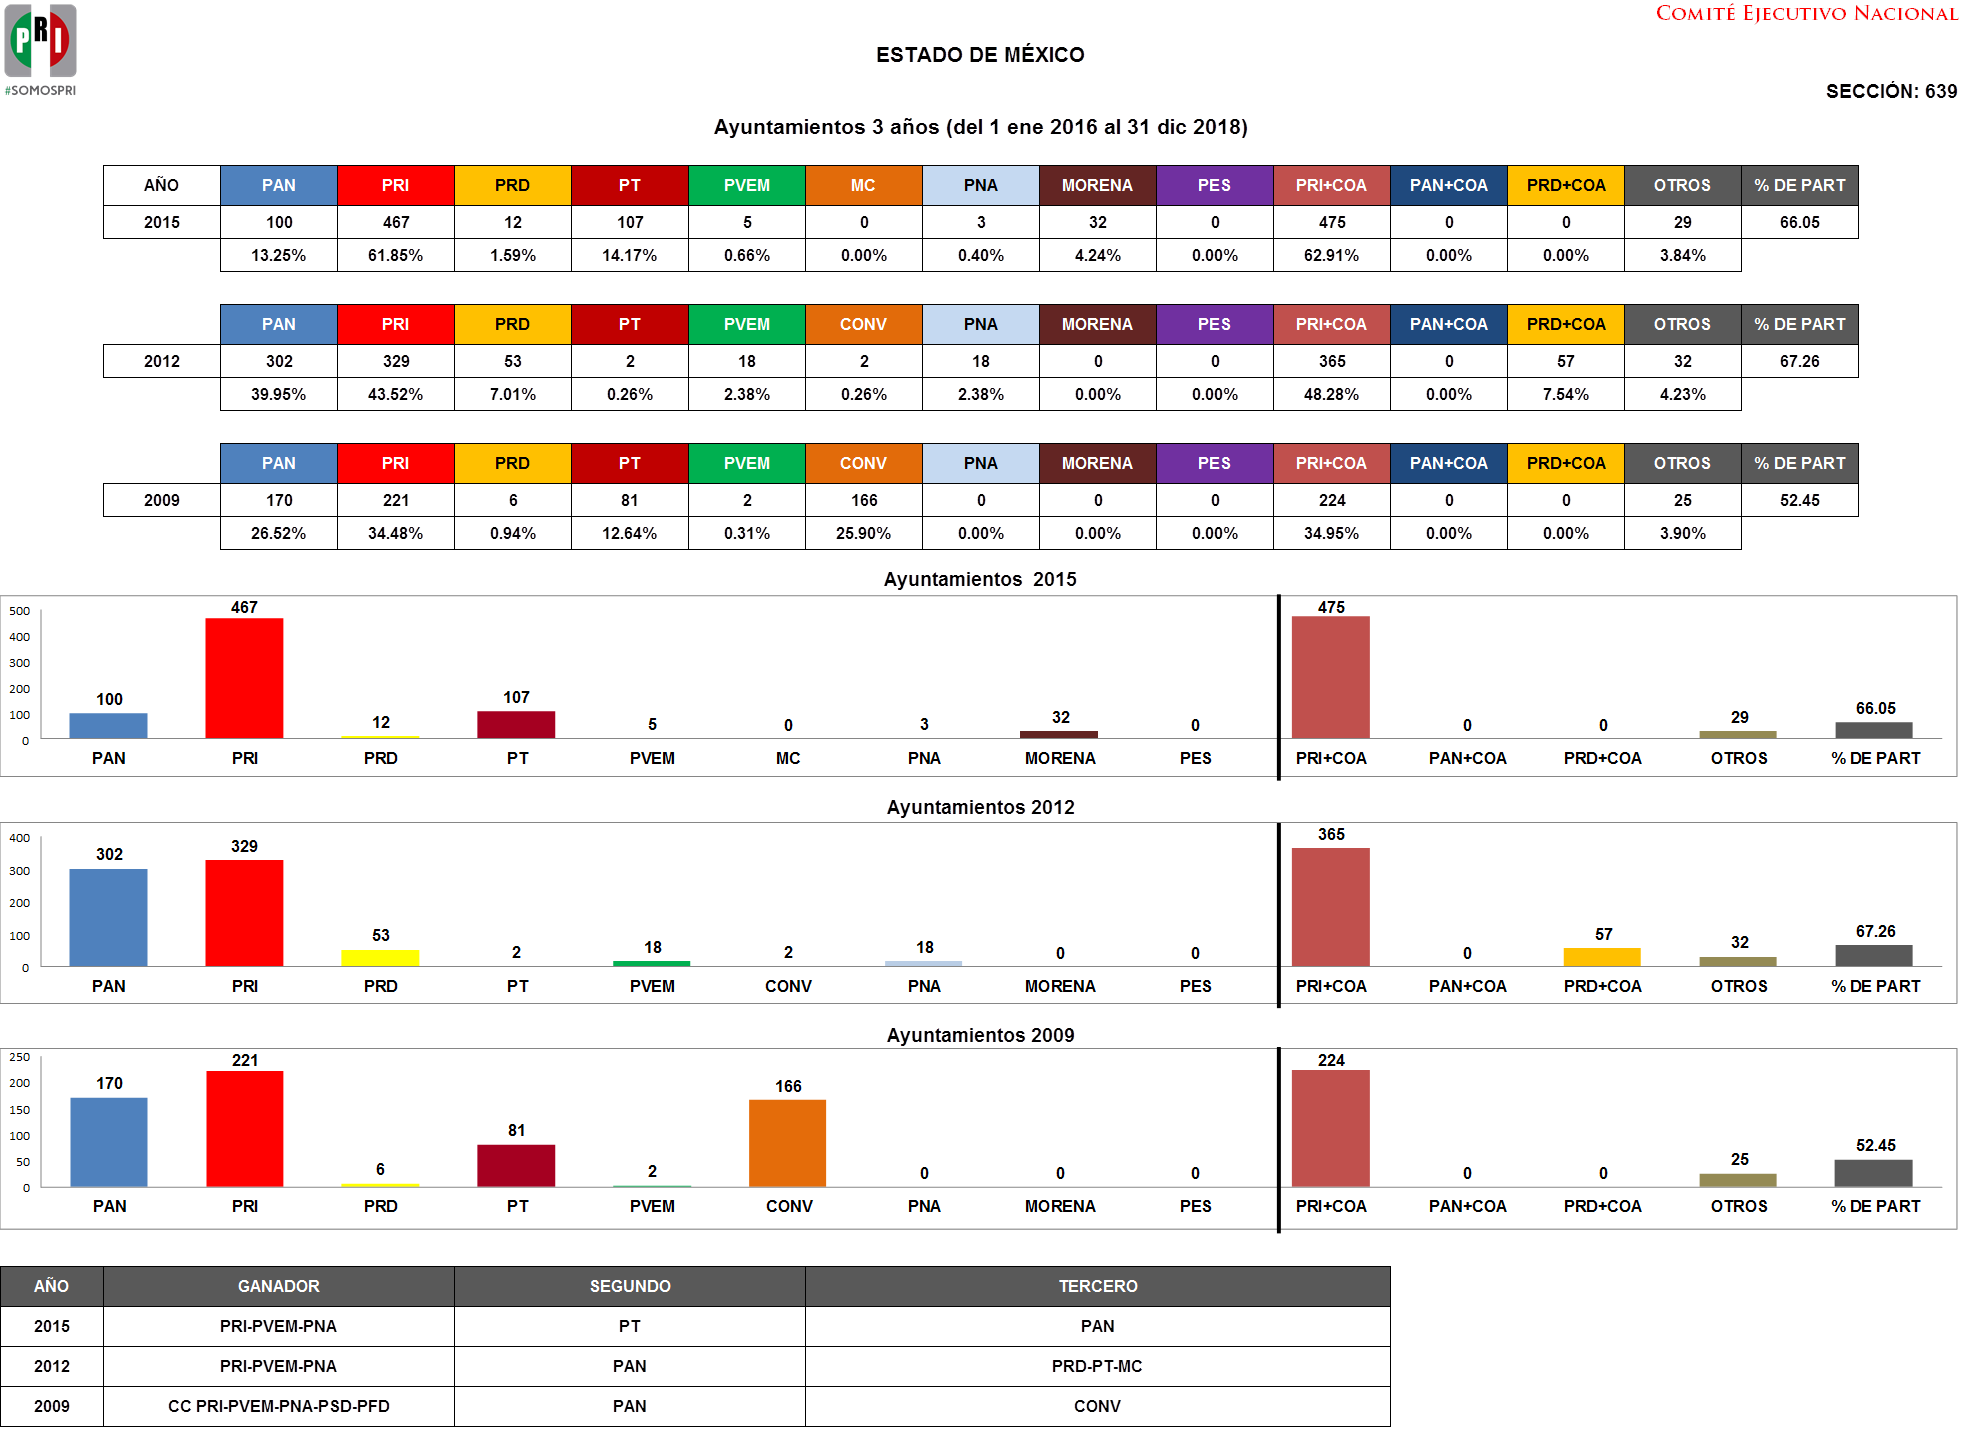 PRI
#SOMOSPRI
COMITÉ EJECUTIVO NACIONAL
ESTADO DE MÉXICO
SECCIÓN: 639
Ayuntamientos 3 años (del 1 ene 2016 al 31 dic 2018)
AÑO PAN PRI PRD PT PVEM MC PNA MORENA PES PRI+COA PAN+COA PRD+COA OTROS % DE PART
2015 100 467 12 107 5 0 3 32 0 475 0 0 29 66.05
13.25% 61.85% 1.59% 14.17% 0.66% 0.00% 0.40% 4.24% 0.00% 62.91% 0.00% 0.00% 3.84%
PAN PRI PRD PT PVEM CONV PNA MORENA PES PRI+COA PAN+COA PRD+COA OTROS % DE PART
2012 302 329 53 2 18 2 18 0 0 365 0 57 32 67.26
39.95% 43.52% 7.01% 0.26% 2.38% 0.26% 2.38% 0.00% 0.00% 48.28% 0.00% 7.54% 4.23%
PAN PRI PRD PT PVEM CONV PNA MORENA PES PRI+COA PAN+COA PRD+COA OTROS % DE PART
2009 170 221 6 81 2 166 0 0 0 224 0 0 25 52.45
26.52% 34.48% 0.94% 12.64% 0.31% 25.90% 0.00% 0.00% 0.00% 34.95% 0.00% 0.00% 3.90%
Ayuntamientos 2015
500
400
300
200
100
0
100 467 12 107 5 0 3 32 0 475 0 0 29 66.05
PAN PRI PRD PT PVEM MC PNA MORENA PES PRI+COA PAN+COA PRD+COA OTROS % DE PART
Ayuntamientos 2012
400
300
200
100
0
302 329 53 2 18 2 18 0 0 365 0 57 32 67.26
PAN PRI PRD PT PVEM CONV PNA MORENA PES PRI+COA PAN+COA PRD+COA OTROS % DE PART
Ayuntamientos 2009
250
200
150
100
50
0
170 221 6 81 2 166 0 0 0 224 0 0 25 52.45
PAN PRI PRD PT PVEM CONV PNA MORENA PES PRI+COA PAN+COA PRD+COA OTROS % DE PART
AÑO GANADOR SEGUNDO TERCERO
2015 PRI-PVEM-PNA PT PAN
2012 PRI-PVEM-PNA PAN PRD-PT-MC
2009 CC PRI-PVEM-PNA-PSD-PFD PAN CONV